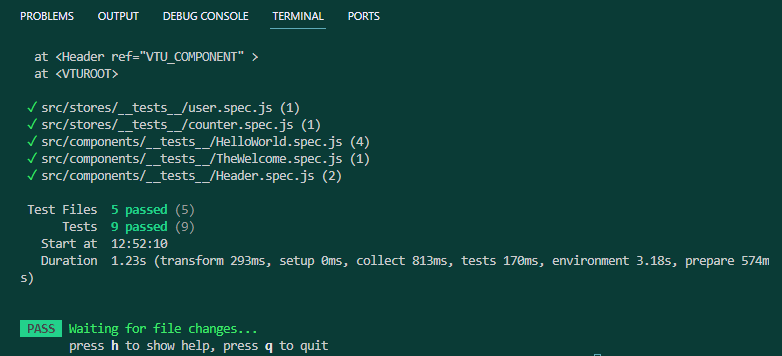 PROBLEMS OUTPUT DEBUG CONSOLE TERMINAL PORTS
at <Header ref="VTU_COMPONENT" >
at <VTUROOT>
✓ src/stores/__tests__/user.spec.js (1)
✓ src/stores/__tests__/counter.spec.js (1)
✓ src/components/__tests__/HelloWorld.spec.js (4)
✓ src/components/__tests__/TheWelcome.spec.js (1)
✓ src/components/__tests__/Header.spec.js (2)
Test Files 5 passed (5)
Tests 9 passed (9)
Start at 12:52:10
Duration 1.23s (transform 293ms, setup 0ms, collect 813ms, tests 170ms, environment 3.18s, prepare 574m
s)
PASS Waiting for file changes...
press h to show help, press q to quit